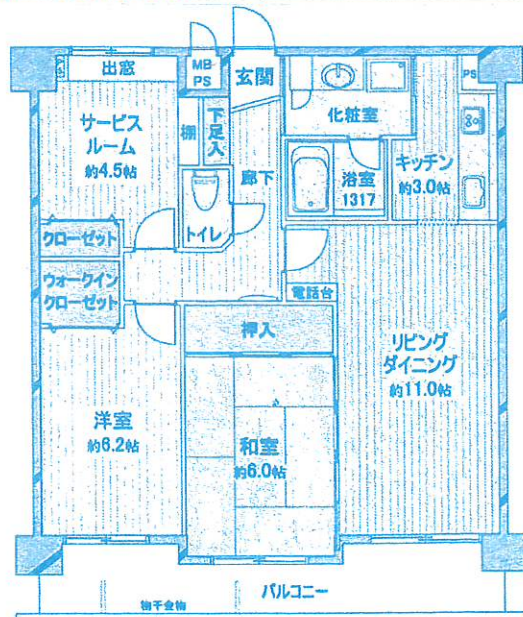 出窓
MB
PS
玄関
PS
サービス
ルーム
約4.5帖
棚
下足入
化粧室
キッチン
約3.0帖
廊下
浴室
1317
トイレ
クローゼット
ウォークイン
クローゼット
電話台
押入
リビング
ダイニング
約11.0帖
洋室
約6.2帖
和室
約6.0帖
バルコニー
物干金物